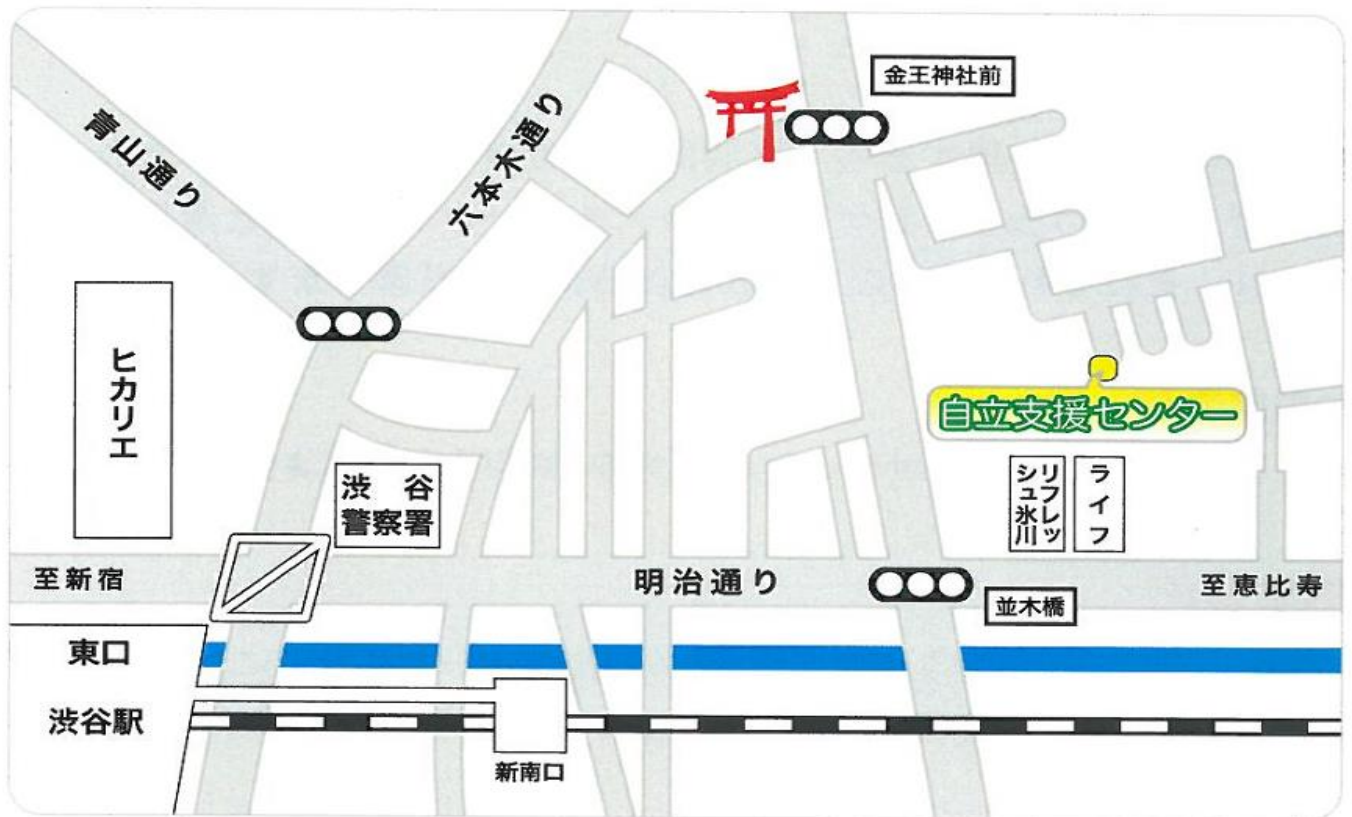 金王神社前
青山通り
六本木通り
ヒカリエ
自立支援センター
渋谷
警察署
リフレッ
シュ氷川
ライフ
至新宿
明治通り
至恵比寿
並木橋
東口
渋谷駅
新南口